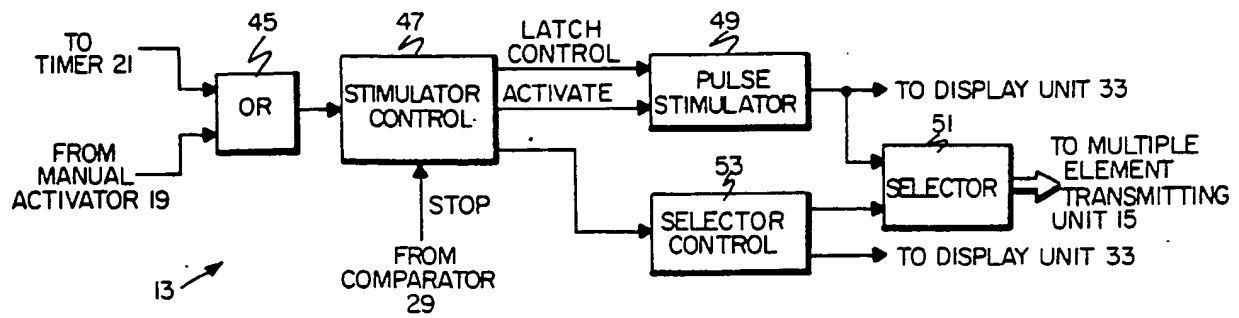 45
TO
TIMER 21
OR
FROM
MANUAL
ACTIVATOR 19
47
STIMULATOR
CONTROL
LATCH
CONTROL
ACTIVATE
STOP
FROM
COMPARATOR
29
49
PULSE
STIMULATOR
TO DISPLAY UNIT 33
51
SELECTOR
TO MULTIPLE
ELEMENT
TRANSMITTING
UNIT 15
53
SELECTOR
CONTROL
TO DISPLAY UNIT 33
13